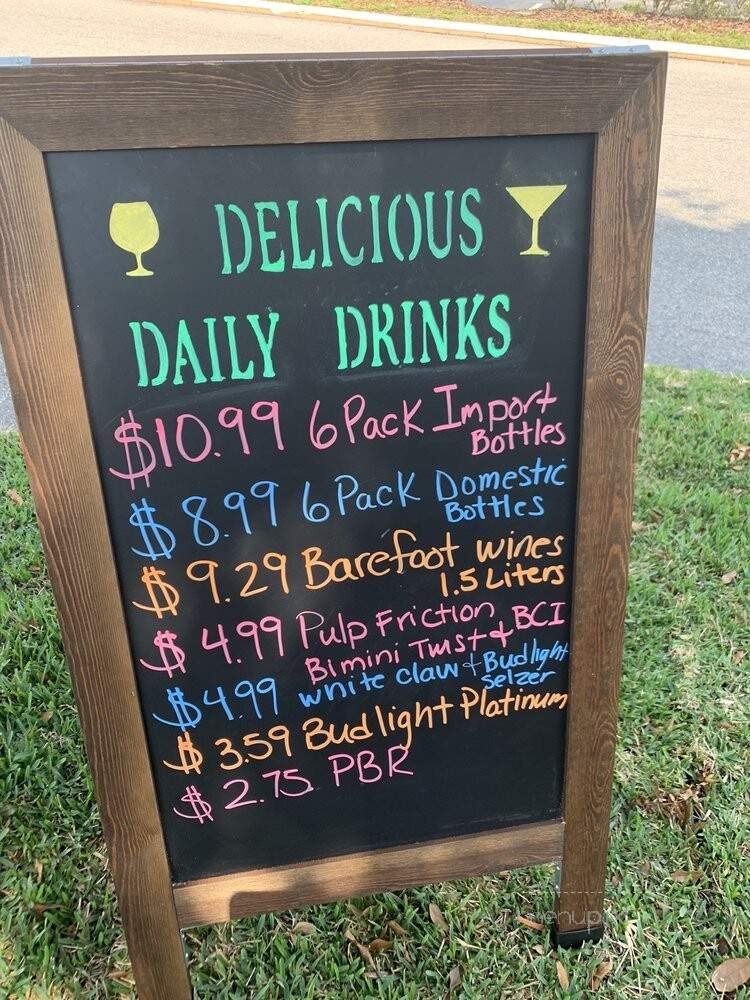 DELICIOUS
DAILY DRINKS
$10.99 6 Pack Import
Bottles
$8.99 6 Pack Domestic
Bottles
$9.29 Barefoot wines
1.5 Liters
$4.99 Pulp Friction,
Bimini Twist + BCI
$4.99 white claw + Budlight
selzer
$3.59 Budlight Platinum
$2.75 PBR